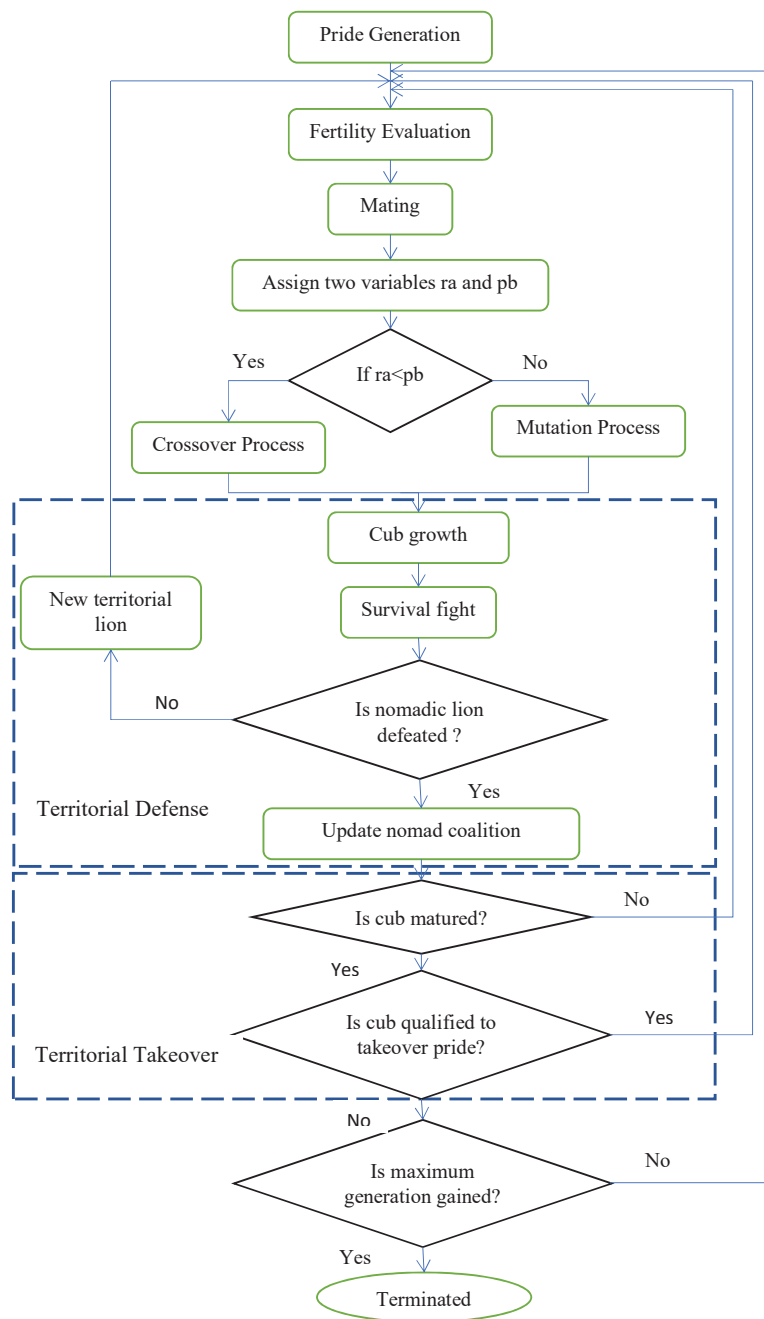 Pride Generation
Fertility Evaluation
Mating
Assign two variables ra and pb
Yes
If ra<pb
No
Crossover Process
Mutation Process
Cub growth
New territorial
lion
Survival fight
No
Is nomadic lion
defeated ?
Yes
Territorial Defense
Update nomad coalition
Is cub matured?
No
Yes
Is cub qualified to
takeover pride?
Yes
Territorial Takeover
No
Is maximum
generation gained?
No
Yes
Terminated